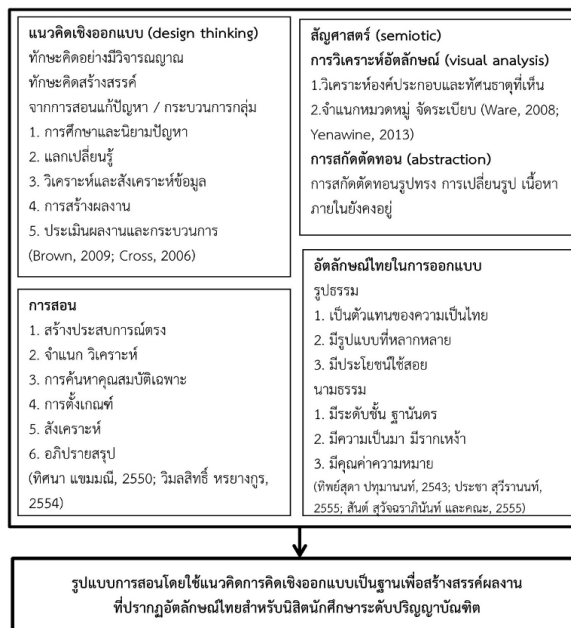 แนวคิดเชิงออกแบบ (design thinking)
ทักษะคิดอย่างมีวิจารณญาณ
ทักษะคิดสร้างสรรค์
จากการสอนแก้ปัญหา / กระบวนการกลุ่ม
1. การศึกษาและนิยามปัญหา
2. แลกเปลี่ยนรู้
3. วิเคราะห์และสังเคราะห์ข้อมูล
4. การสร้างผลงาน
5. ประเมินผลงานและกระบวนการ
(Brown, 2009; Cross, 2006)
การสอน
1. สร้างประสบการณ์ตรง
2. จำแนก วิเคราะห์
3. การค้นหาคุณสมบัติเฉพาะ
4. การตั้งเกณฑ์
5. สังเคราะห์
6. อภิปรายสรุป
(ทิศนา แขมมณี, 2550; วิมลสิทธิ์ หรยางกูร,
2554)
สัญศาสตร์ (semiotic)
การวิเคราะห์อัตลักษณ์ (visual analysis)
1.วิเคราะห์องค์ประกอบและทัศนธาตุที่เห็น
2.จำแนกหมวดหมู่ จัดระเบียบ (Ware, 2008;
Yenawine, 2013)
การสกัดตัดทอน (abstraction)
การสกัดตัดทอนรูปทรง การเปลี่ยนรูป เนื้อหา
ภายในยังคงอยู่
อัตลักษณ์ไทยในการออกแบบ
รูปธรรม
1. เป็นตัวแทนของความเป็นไทย
2. มีรูปแบบที่หลากหลาย
3. มีประโยชน์ใช้สอย
นามธรรม
1. มีระดับชั้น ฐานันดร
2. มีความเป็นมา มีรากเหง้า
3. มีคุณค่าความหมาย
(ทิพย์สุดา ปทุมานนท์, 2543; ประชา สุวีรานนท์,
2555; สันต์ สุวัจฉราภินันท์ และคณะ, 2555)
รูปแบบการสอนโดยใช้แนวคิดการคิดเชิงออกแบบเป็นฐานเพื่อสร้างสรรค์ผลงาน
ที่ปรากฏอัตลักษณ์ไทยสำหรับนิสิตนักศึกษาระดับปริญญาบัณฑิต